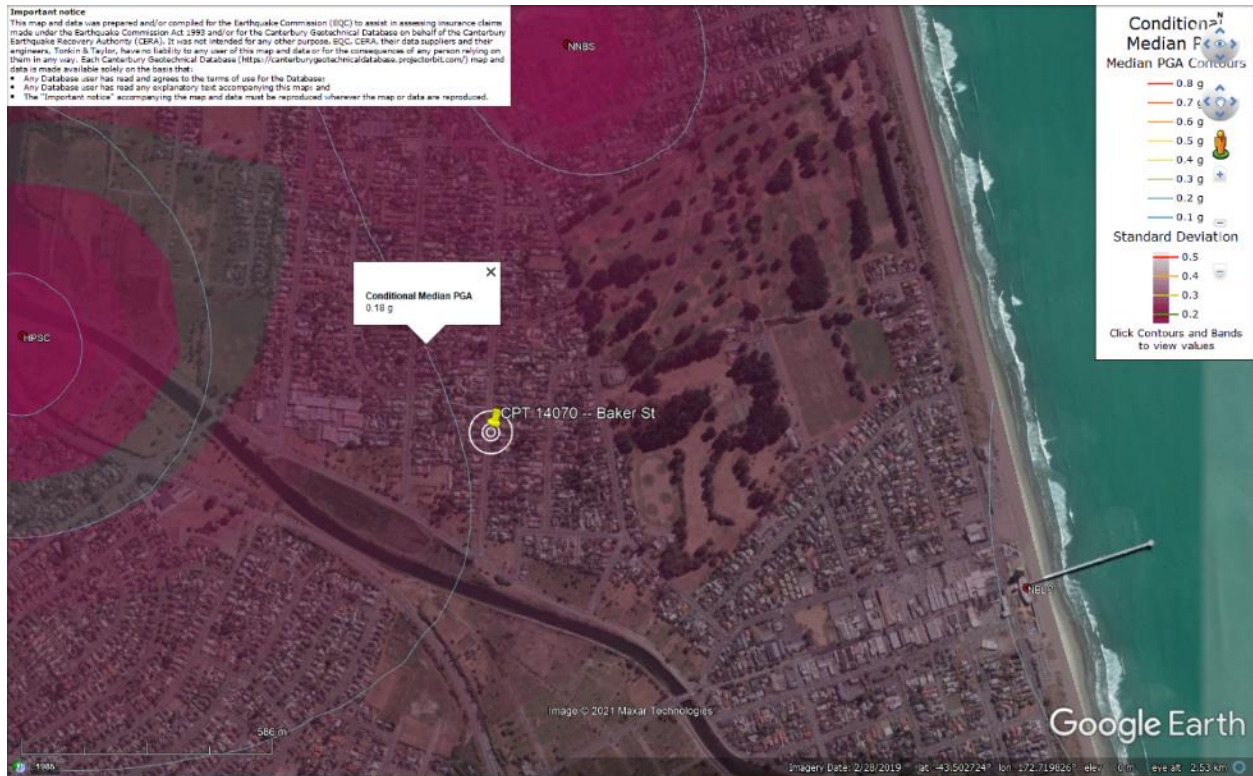 Important notice
This map and data was prepared and/or compiled for the Earthquake Commission (EQC) to assist in assessing insurance claims
made under the Earthquake Commission Act 1993 and/or for the Canterbury Geotechnical Database on behalf of the Canterbury
Earthquake Recovery Authority (CERA). It was not intended for any other purpose. EQC, CERA, their data suppliers and their
engineers, Tonkin & Taylor, have no liability to any user of this map and data or for the consequences of any person relying on
them in any way. Each Canterbury Geotechnical Database (https://canterburygeotechnicaldatabase.projectorbit.com/) map and
data is made available solely on the basis that:
• Any Database user has read and agrees to the terms of use for the Database;
• Any Database user has read any explanatory text accompanying this map; and
• The "Important notice" accompanying the map and data must be reproduced wherever the map or data are reproduced.
NNBS
Conditional
Median
Median PGA Contours
0.8 g
0.7 g
0.6 g
0.5 g
0.4 g
0.3 g
0.2 g
0.1 g
Standard Deviation
0.5
0.4
0.3
0.2
Click Contours and Bands
to view values
N
Conditional Median PGA
0.18 g
HPSC
CPT 14070 -- Baker St
NBLP
Image © 2021 Maxar Technologies
586 m
Google Earth
1985
Imagery Date: 2/28/2019 lat -43.502724° lon 172.719826° elev 0 m eye alt 2.53 km